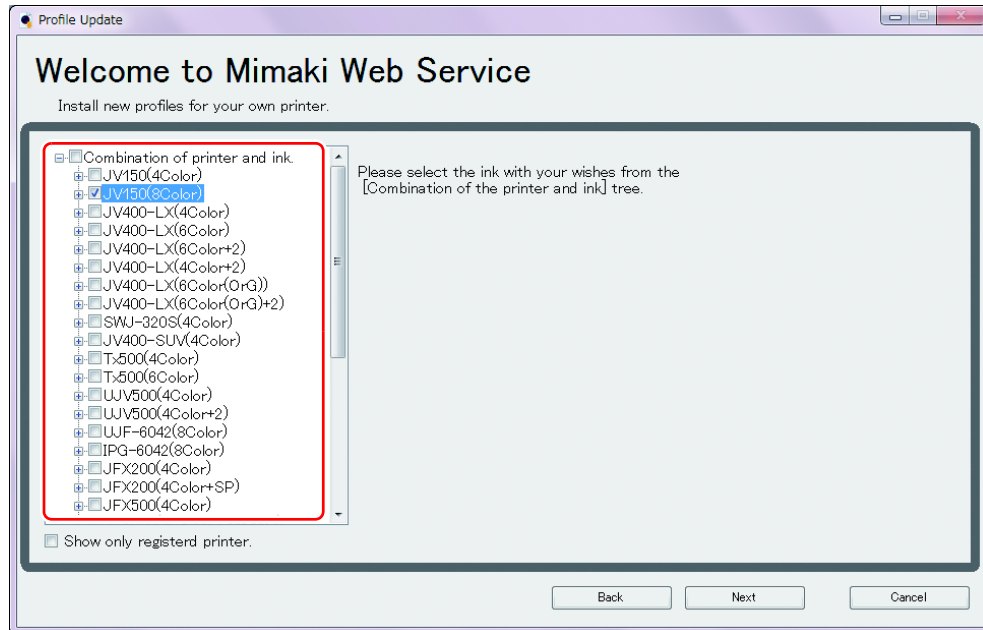 Profile Update
Welcome to Mimaki Web Service
Install new profiles for your own printer.
Combination of printer and ink.
JV150(4Color)
JV150(8Color)
JV400-LX(4Color)
JV400-LX(6Color)
JV400-LX(6Color+2)
JV400-LX(4Color+2)
JV400-LX(6Color(OrG))
JV400-LX(6Color(OrG)+2)
SWJ-320S(4Color)
JV400-SUV(4Color)
Tx500(4Color)
Tx500(6Color)
UJV500(4Color)
UJV500(4Color+2)
UJF-6042(8Color)
IPG-6042(8Color)
JFX200(4Color)
JFX200(4Color+SP)
JFX500(4Color)
Please select the ink with your wishes from the
[Combination of the printer and ink] tree.
Show only registerd printer.
Back Next Cancel